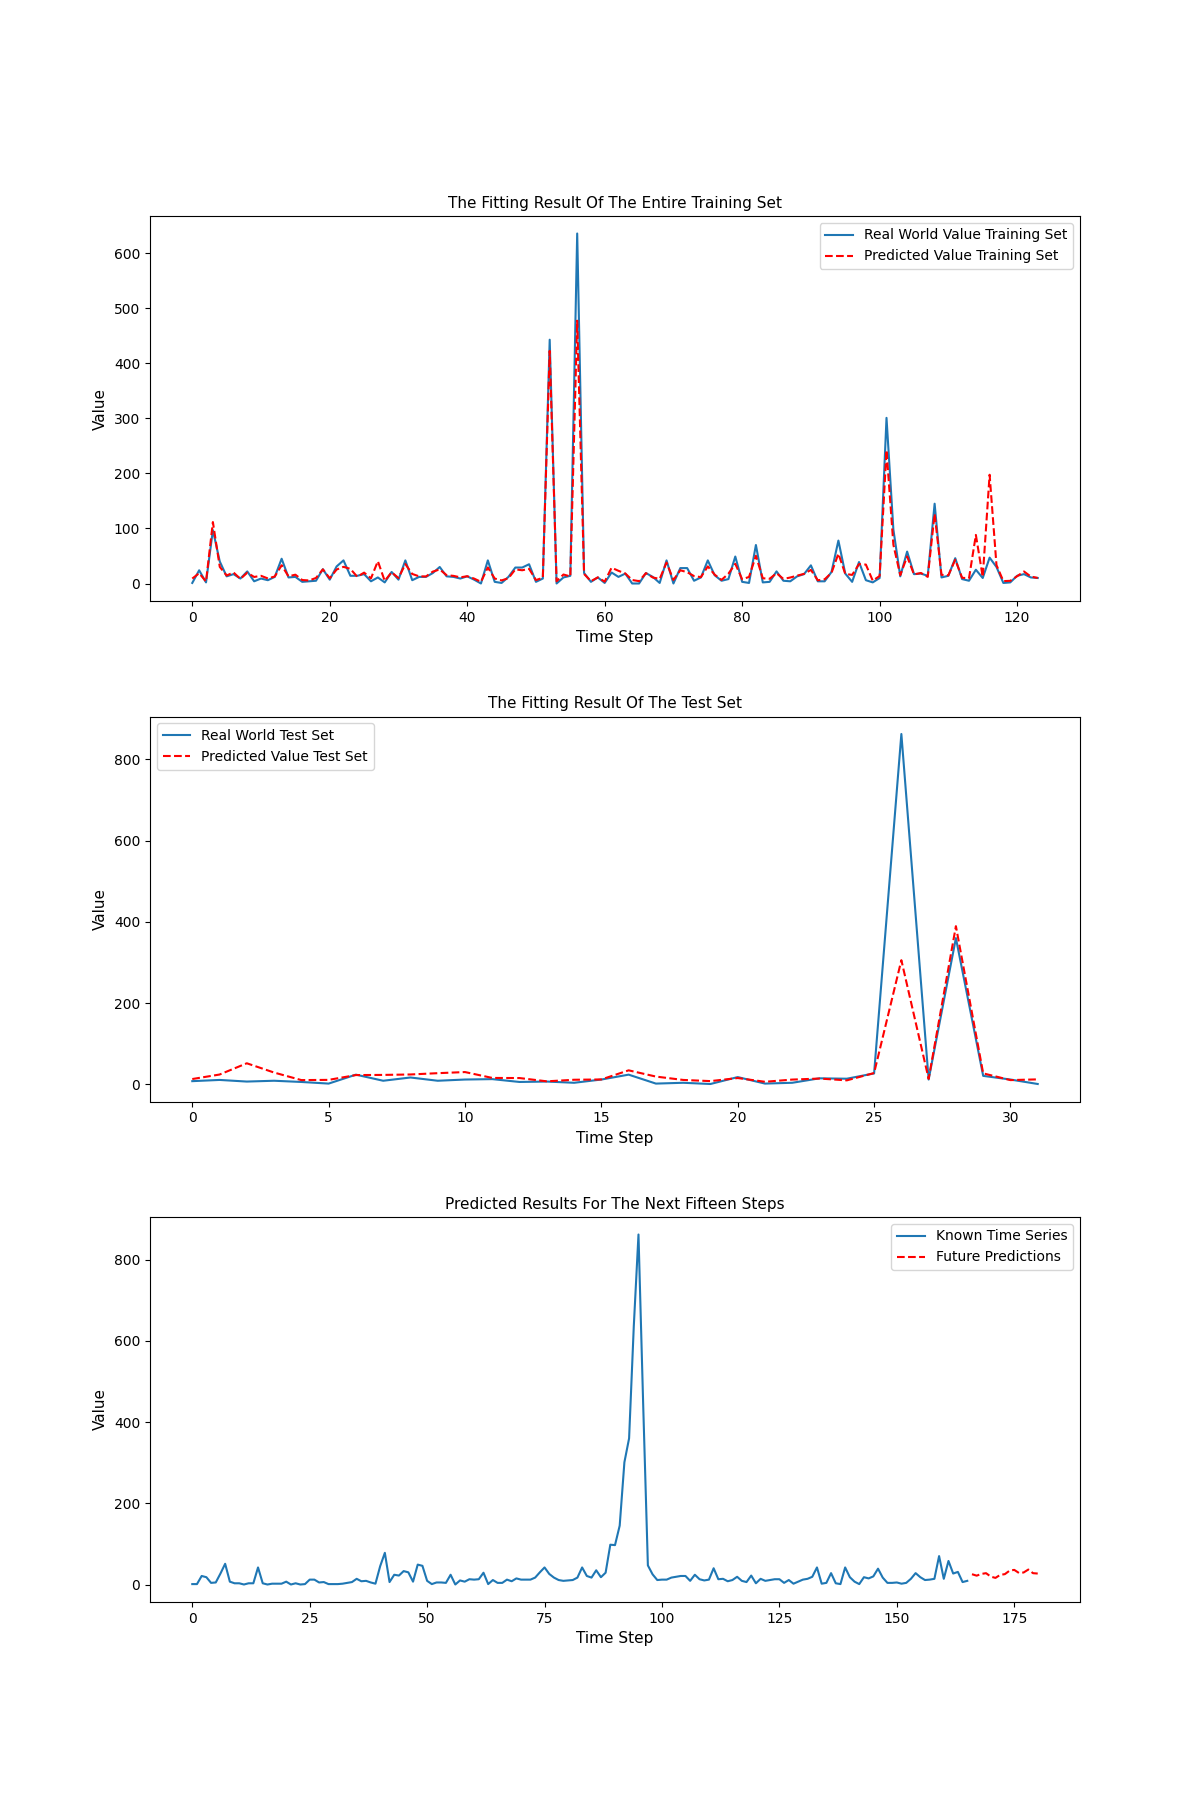 The Fitting Result Of The Entire Training Set
Real World Value Training Set
Predicted Value Training Set
600
500
400
300
200
100
0
Value
0 20 40 60 80 100 120
Time Step
The Fitting Result Of The Test Set
Real World Test Set
Predicted Value Test Set
800
600
400
200
0
Value
0 5 10 15 20 25 30
Time Step
Predicted Results For The Next Fifteen Steps
Known Time Series
Future Predictions
800
600
400
200
0
Value
0 25 50 75 100 125 150 175
Time Step